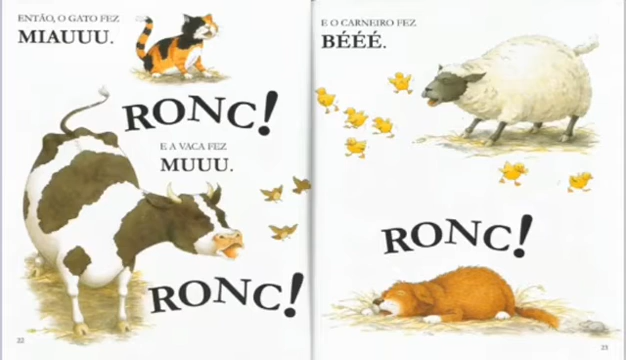 ENTÃO, O GATO FEZ
MIAUUU.
RONC!
E A VACA FEZ
MUUU.
RONC!
22
E O CARNEIRO FEZ
BÉÉÉ.
RONC!
23